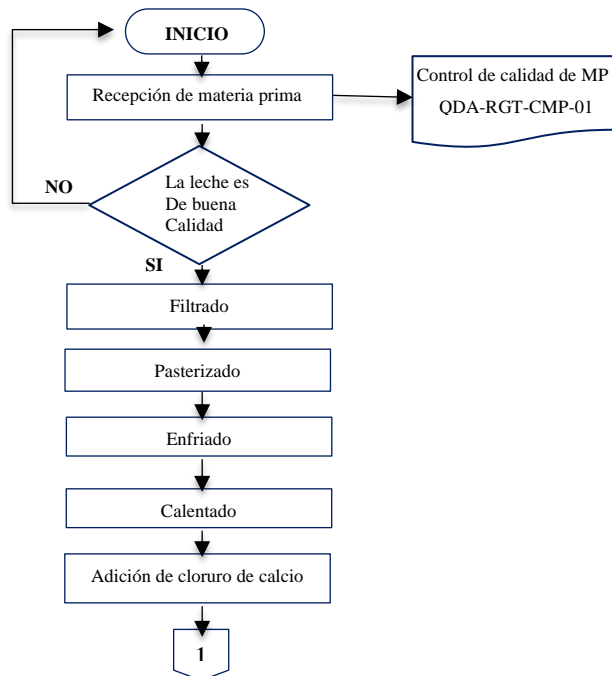 INICIO
Recepción de materia prima
Control de calidad de MP
QDA-RGT-CMP-01
La leche es
De buena
Calidad
NO
SI
Filtrado
Pasterizado
Enfriado
Calentado
Adición de cloruro de calcio
1